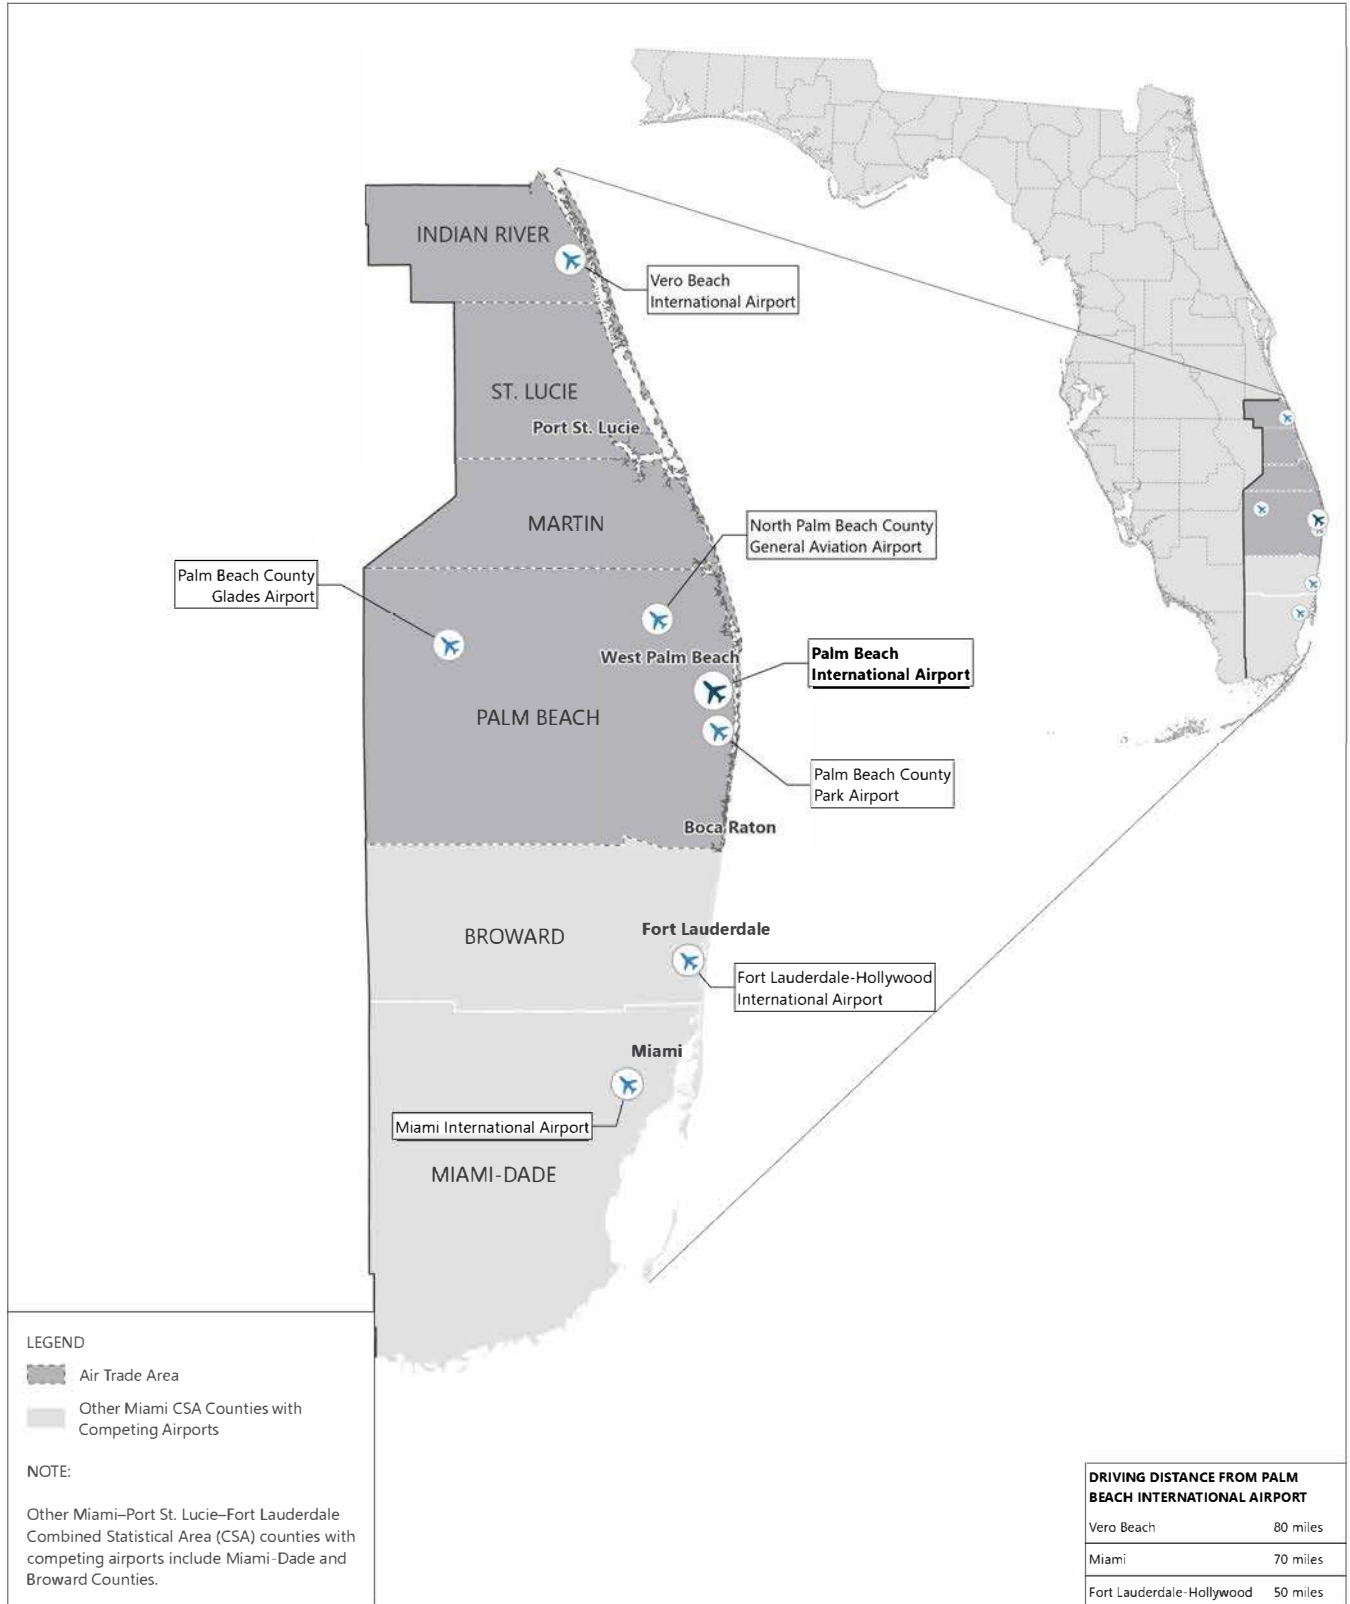 INDIAN RIVER
Vero Beach
International Airport
ST. LUCIE
Port St. Lucie
MARTIN
North Palm Beach County
General Aviation Airport
Palm Beach County
Glades Airport
West Palm Beach
Palm Beach
International Airport
PALM BEACH
Palm Beach County
Park Airport
Boca Raton
BROWARD
Fort Lauderdale
Fort Lauderdale-Hollywood
International Airport
Miami
Miami International Airport
MIAMI-DADE
LEGEND
Air Trade Area
Other Miami CSA Counties with
Competing Airports
NOTE:
Other Miami–Port St. Lucie–Fort Lauderdale
Combined Statistical Area (CSA) counties with
competing airports include Miami-Dade and
Broward Counties.
DRIVING DISTANCE FROM PALM
BEACH INTERNATIONAL AIRPORT
Vero Beach 80 miles
Miami 70 miles
Fort Lauderdale-Hollywood 50 miles